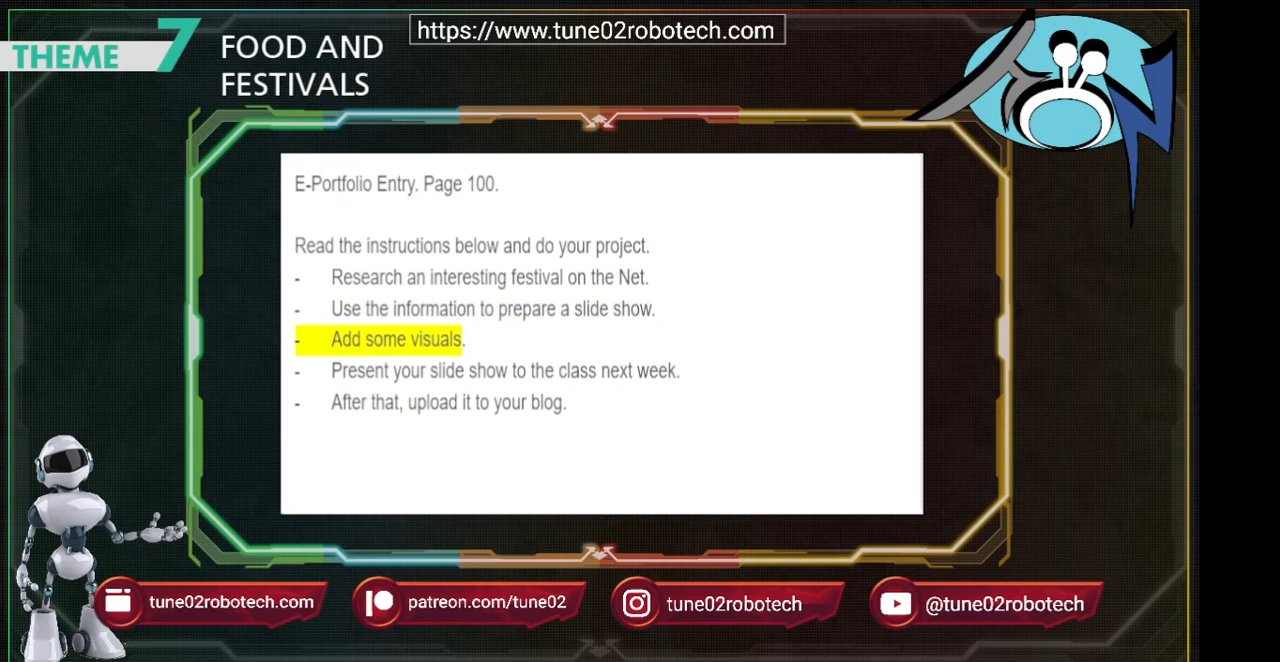 https://www.tune02robotech.com
THEME 7
FOOD AND
FESTIVALS
E-Portfolio Entry. Page 100.
Read the instructions below and do your project.
- Research an interesting festival on the Net.
- Use the information to prepare a slide show.
- Add some visuals.
- Present your slide show to the class next week.
- After that, upload it to your blog.
tune02robotech.com
patreon.com/tune02
tune02robotech
@tune02robotech